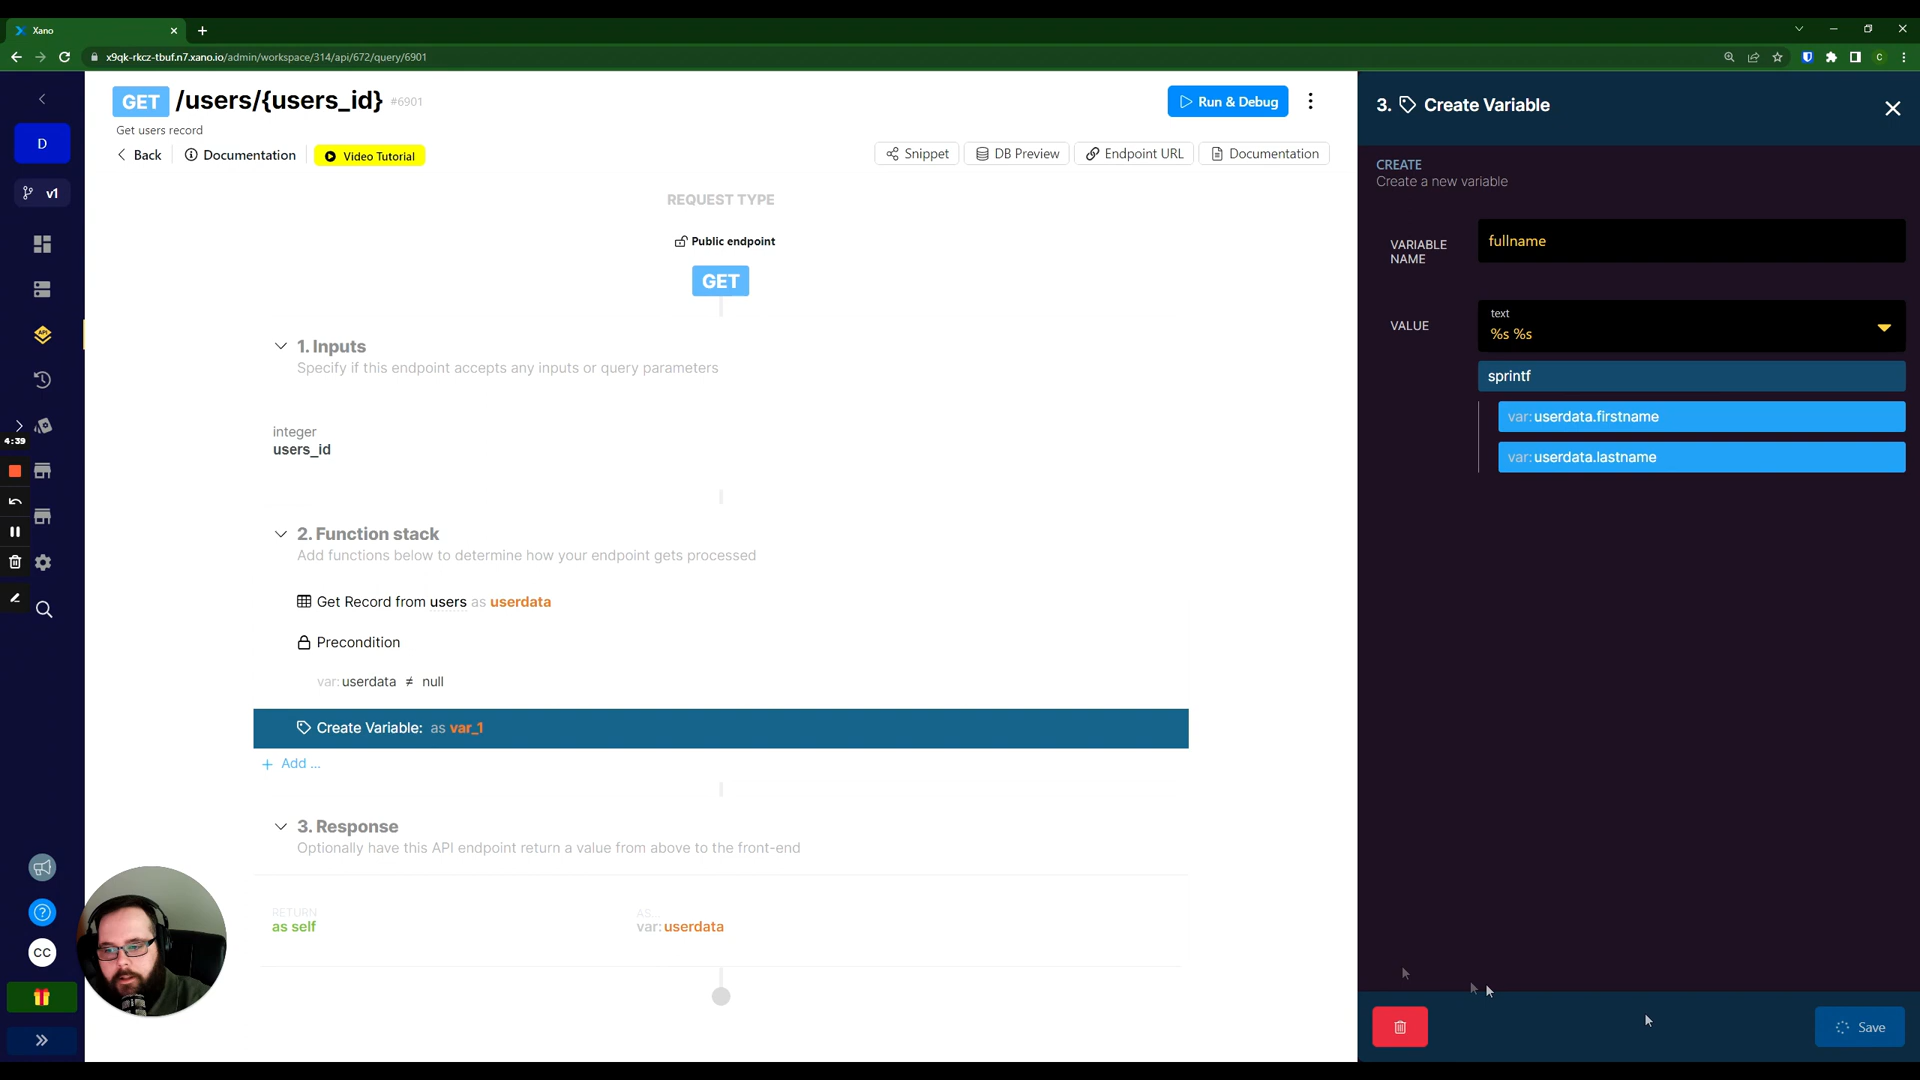 Xano
x9qk-rkcz-tbuf.n7.xano.io/admin/workspace/314/api/672/query/6901
C
D
v1
4:39
CC
GET /users/{users_id} #6901
Get users record
Back
Documentation
Video Tutorial
Run & Debug
Snippet
DB Preview
Endpoint URL
Documentation
REQUEST TYPE
Public endpoint
GET
1. Inputs
Specify if this endpoint accepts any inputs or query parameters
integer
users_id
2. Function stack
Add functions below to determine how your endpoint gets processed
Get Record from users as userdata
Precondition
var: userdata ≠ null
Create Variable: as var_1
+ Add ...
3. Response
Optionally have this API endpoint return a value from above to the front-end
RETURN
as self
AS...
var: userdata
3. Create Variable
CREATE
Create a new variable
VARIABLE
NAME
fullname
VALUE
text
%s %s
sprintf
var: userdata.firstname
var: userdata.lastname
Save